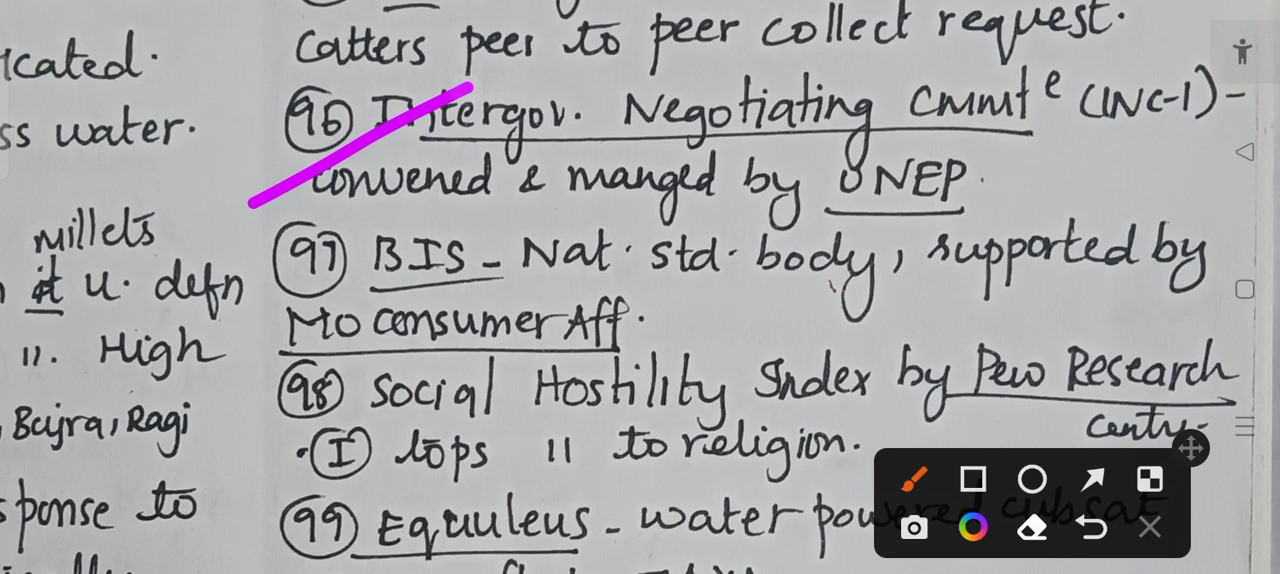 icated.
ss water.
millets
it u. defn
11. High
, Bajra, Ragi
sponse to
Catters peer to peer collect request.
96 Intergov. Negotiating Cmmte (INC-1) -
convened & manged by UNEP.
97 BIS - Nat. std. body, supported by
Mo Consumer Aff.
98 Social Hostility Index by Pew Research
centre
• I tops 11 to religion.
99 Equuleus - water powered cubsat